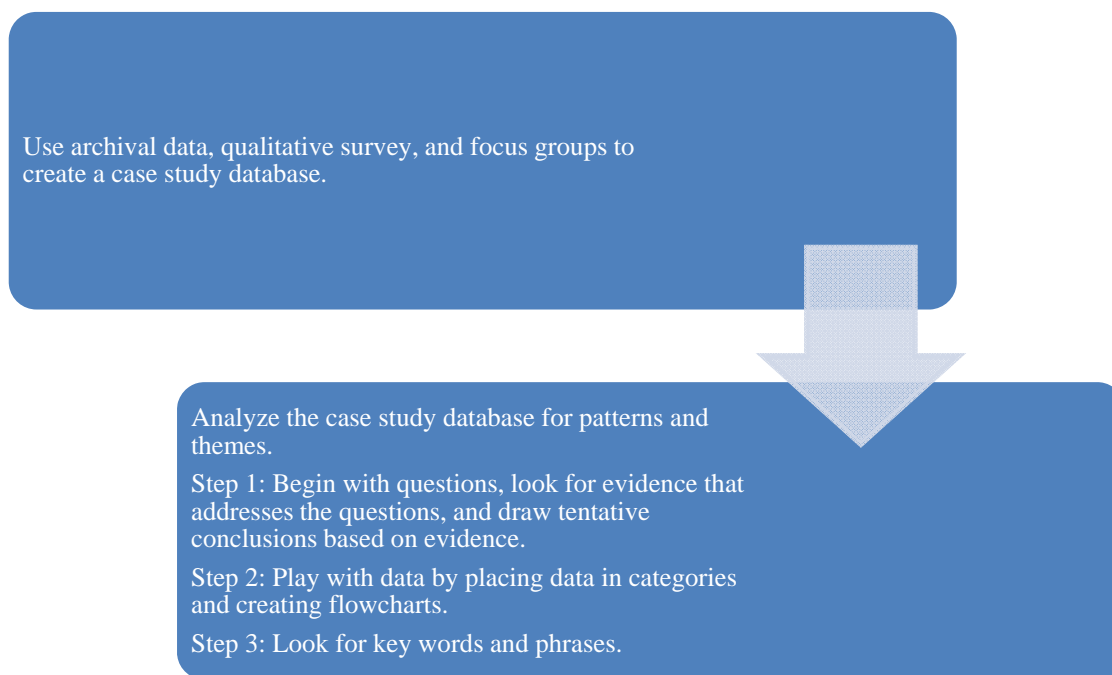 Use archival data, qualitative survey, and focus groups to
create a case study database.
Analyze the case study database for patterns and
themes.
Step 1: Begin with questions, look for evidence that
addresses the questions, and draw tentative
conclusions based on evidence.
Step 2: Play with data by placing data in categories
and creating flowcharts.
Step 3: Look for key words and phrases.